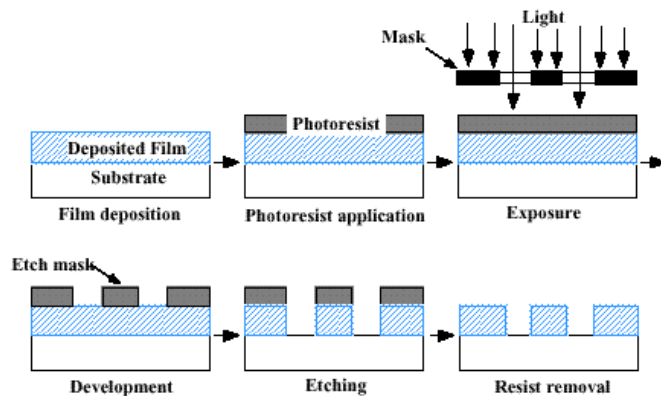 Light
Mask
Photoresist
Deposited Film
Substrate
Film deposition
Photoresist application
Exposure
Etch mask
Development
Etching
Resist removal